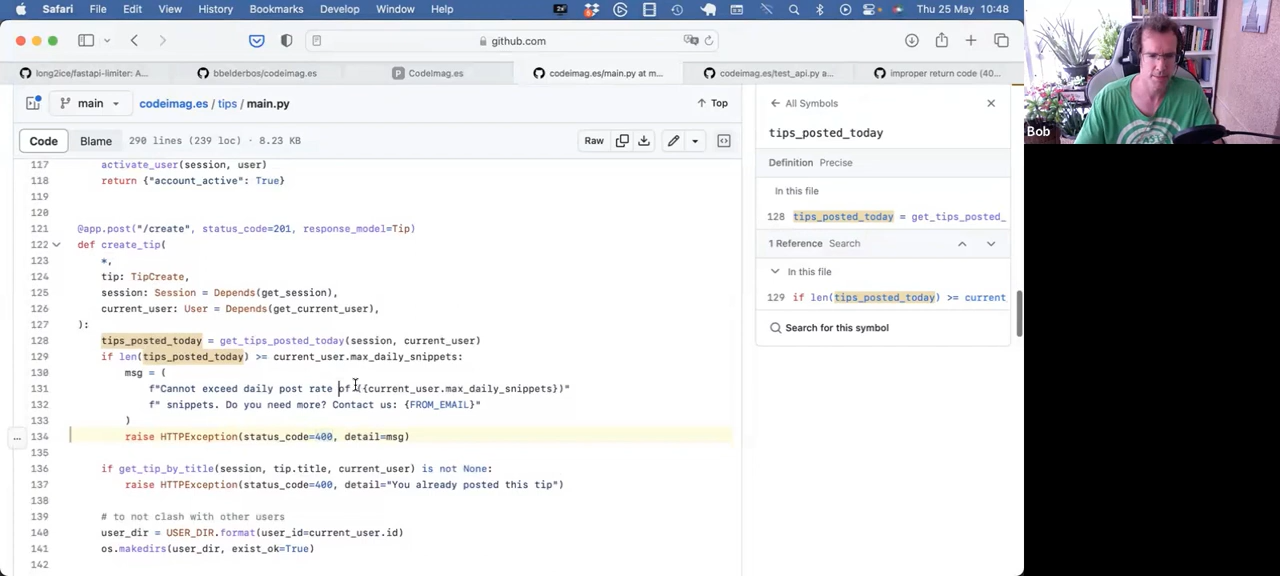 Safari File Edit View History Bookmarks Develop Window Help 2x Thu 25 May 10:48
github.com
long2ice/fastapi-limiter: A... bbelderbos/codeimag.es CodeImag.es codeimag.es/main.py at m... codeimag.es/test_api.py a... improper return code (40...
main codeimag.es / tips / main.py Top
Code Blame 290 lines (239 loc) · 8.23 KB Raw
117 activate_user(session, user)
118 return {"account_active": True}
119
120
121 @app.post("/create", status_code=201, response_model=Tip)
122 def create_tip(
123 *,
124 tip: TipCreate,
125 session: Session = Depends(get_session),
126 current_user: User = Depends(get_current_user),
127 ):
128 tips_posted_today = get_tips_posted_today(session, current_user)
129 if len(tips_posted_today) >= current_user.max_daily_snippets:
130 msg = (
131 f"Cannot exceed daily post rate of ({current_user.max_daily_snippets})"
132 f" snippets. Do you need more? Contact us: {FROM_EMAIL}"
133 )
134 raise HTTPException(status_code=400, detail=msg)
135
136 if get_tip_by_title(session, tip.title, current_user) is not None:
137 raise HTTPException(status_code=400, detail="You already posted this tip")
138
139 # to not clash with other users
140 user_dir = USER_DIR.format(user_id=current_user.id)
141 os.makedirs(user_dir, exist_ok=True)
142
All Symbols
tips_posted_today
Definition Precise
In this file
128 tips_posted_today = get_tips_posted_
1 Reference Search
In this file
129 if len(tips_posted_today) >= current
Search for this symbol
Bob